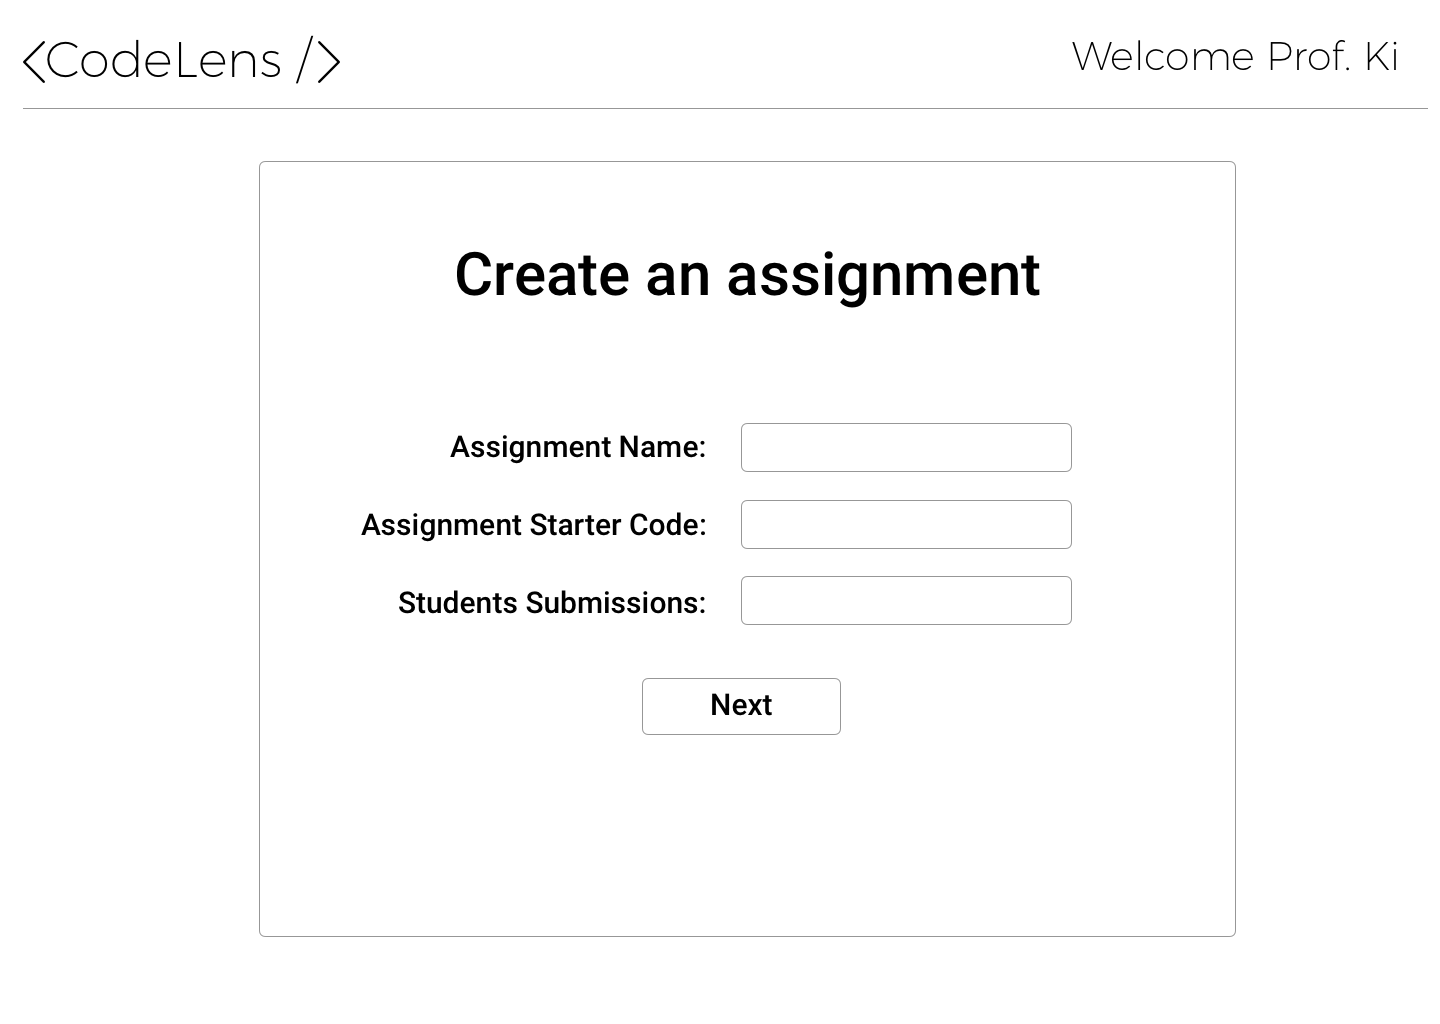 <CodeLens />
Welcome Prof. Ki
Create an assignment
Assignment Name:
Assignment Starter Code:
Students Submissions:
Next